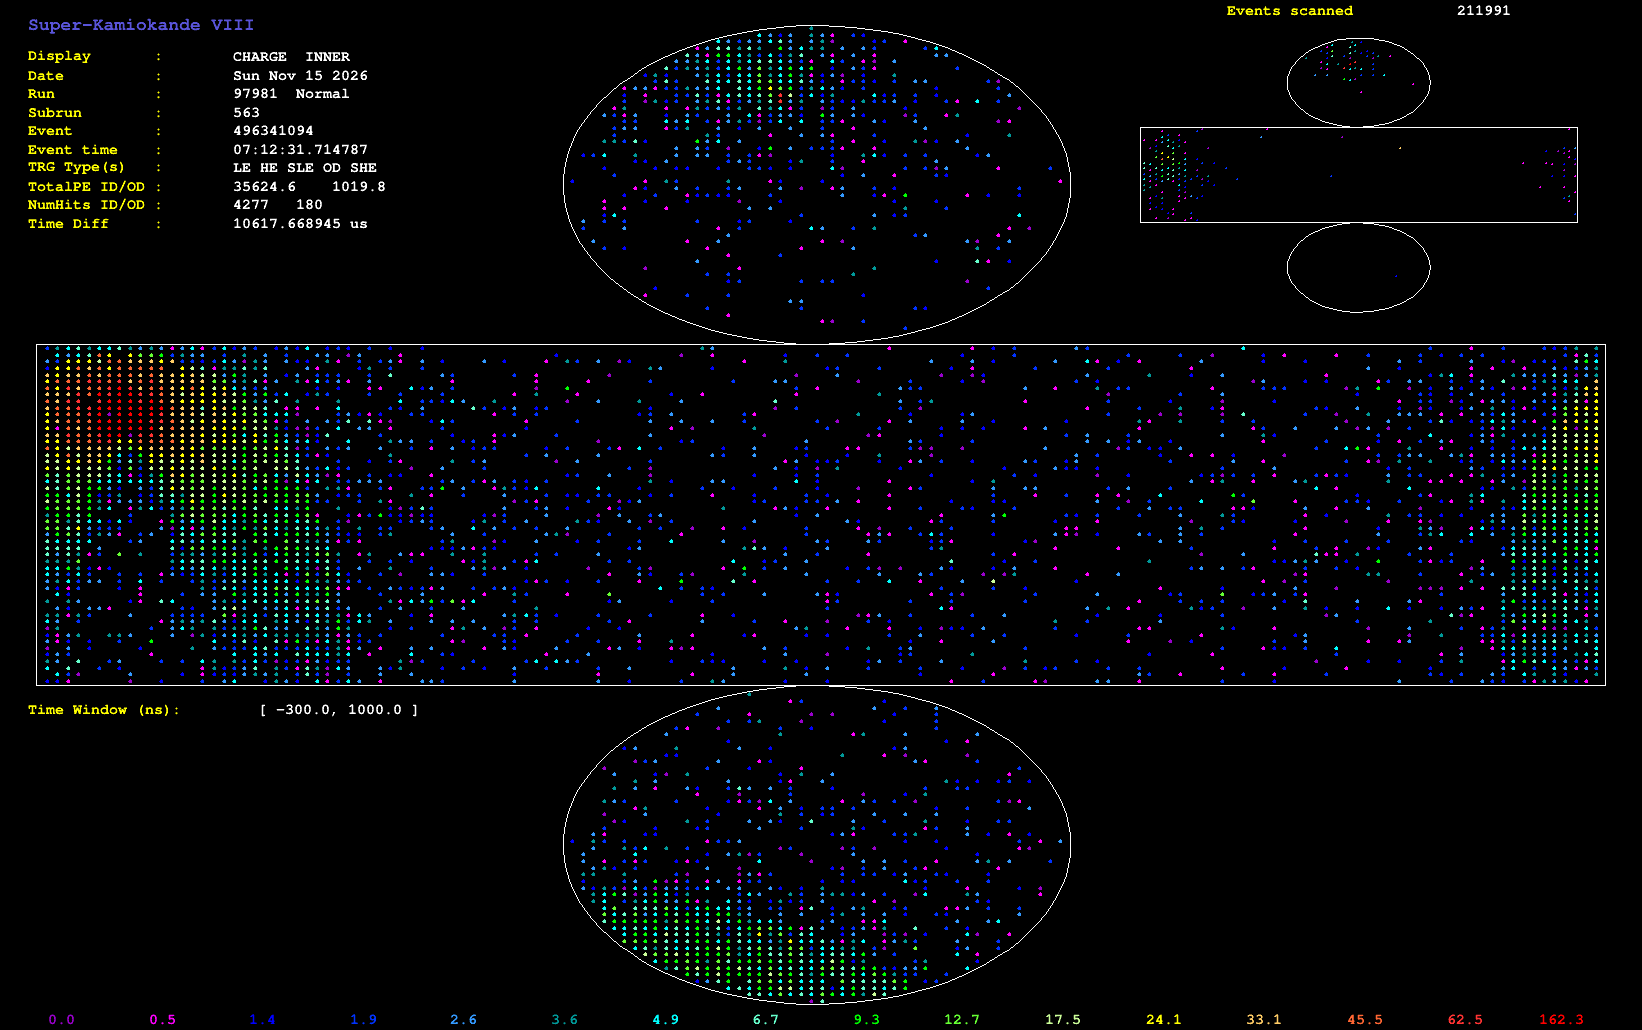 Super-Kamiokande VIII
Events scanned 211991
Display : CHARGE INNER
Date : Sun Nov 15 2026
Run : 97981 Normal
Subrun : 563
Event : 496341094
Event time : 07:12:31.714787
TRG Type(s) : LE HE SLE OD SHE
TotalPE ID/OD : 35624.6 1019.8
NumHits ID/OD : 4277 180
Time Diff : 10617.668945 us
Time Window (ns): [ -300.0, 1000.0 ]
0.0 0.5 1.4 1.9 2.6 3.6 4.9 6.7 9.3 12.7 17.5 24.1 33.1 45.5 62.5 162.3